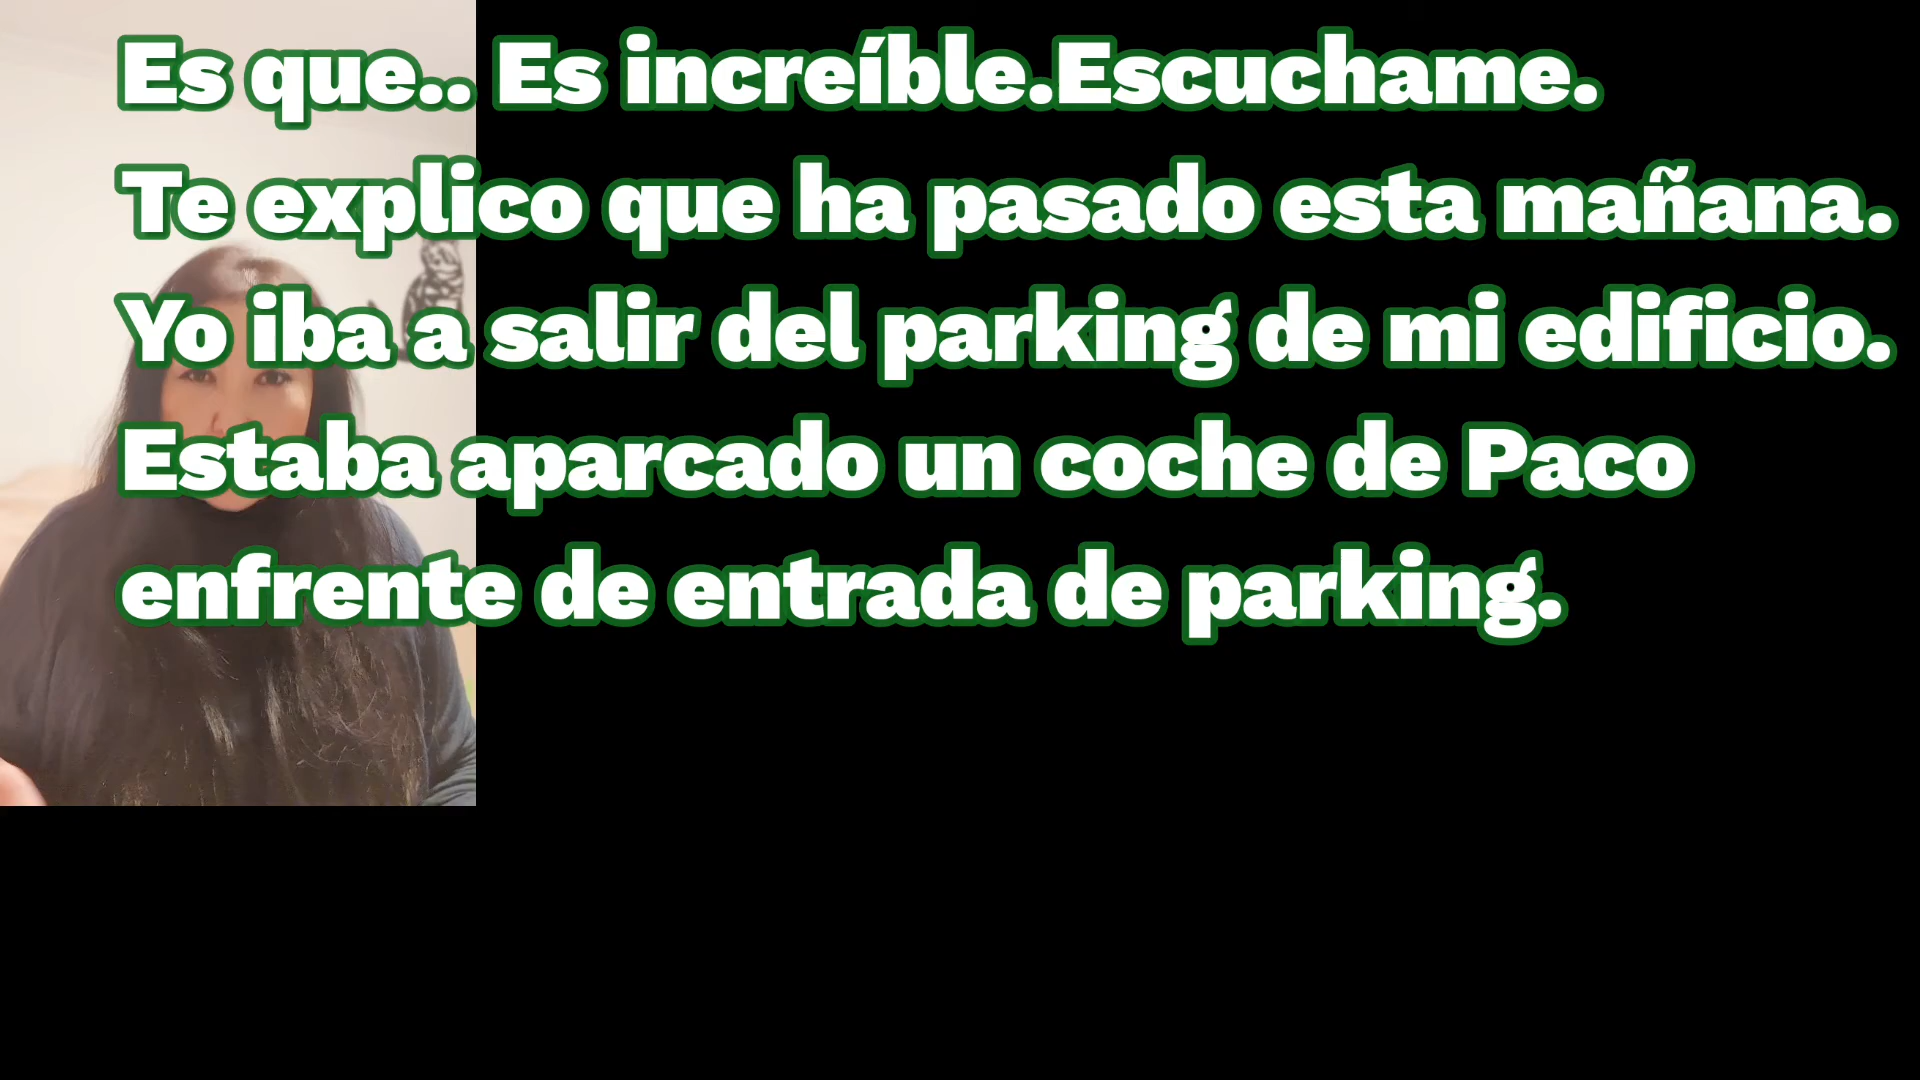 Es que.. Es increíble.Escuchame.
Te explico que ha pasado esta mañana.
Yo iba a salir del parking de mi edificio.
Estaba aparcado un coche de Paco
enfrente de entrada de parking.